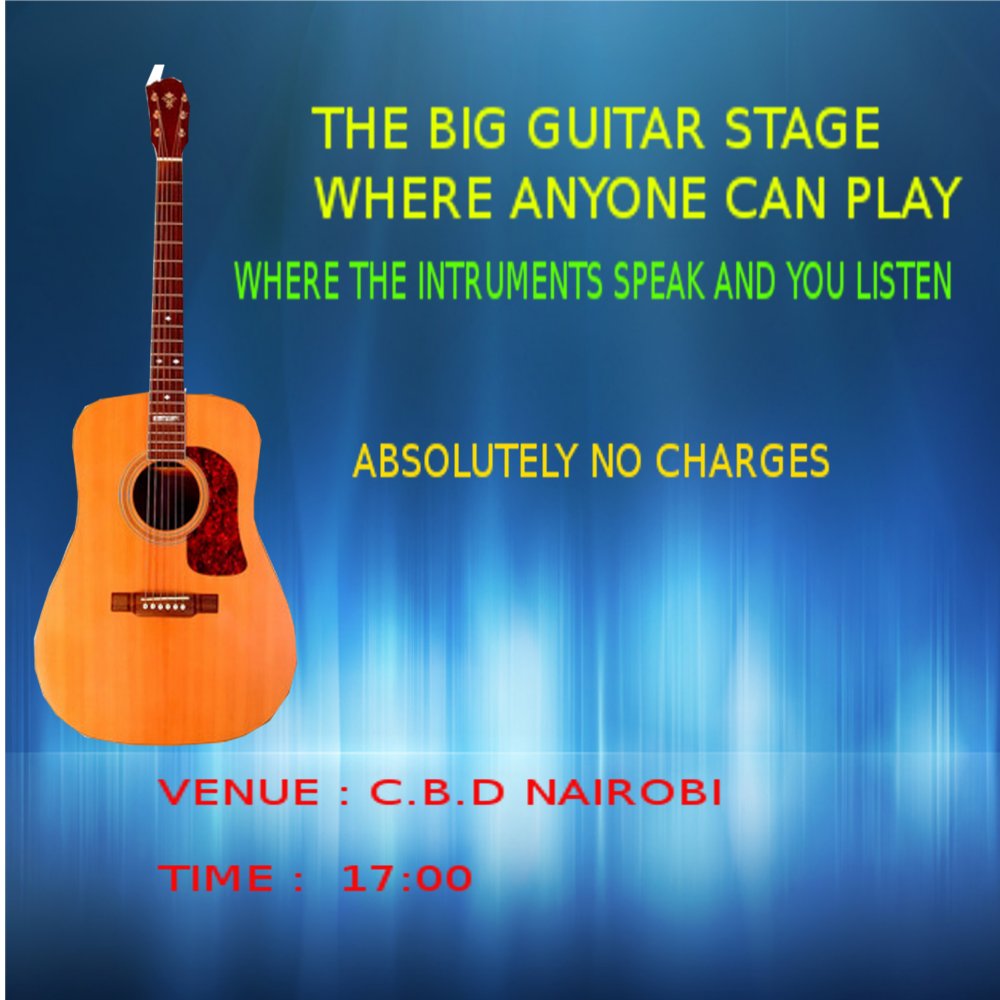 THE BIG GUITAR STAGE
WHERE ANYONE CAN PLAY
WHERE THE INTRUMENTS SPEAK AND YOU LISTEN
ABSOLUTELY NO CHARGES
VENUE : C.B.D NAIROBI
TIME : 17:00